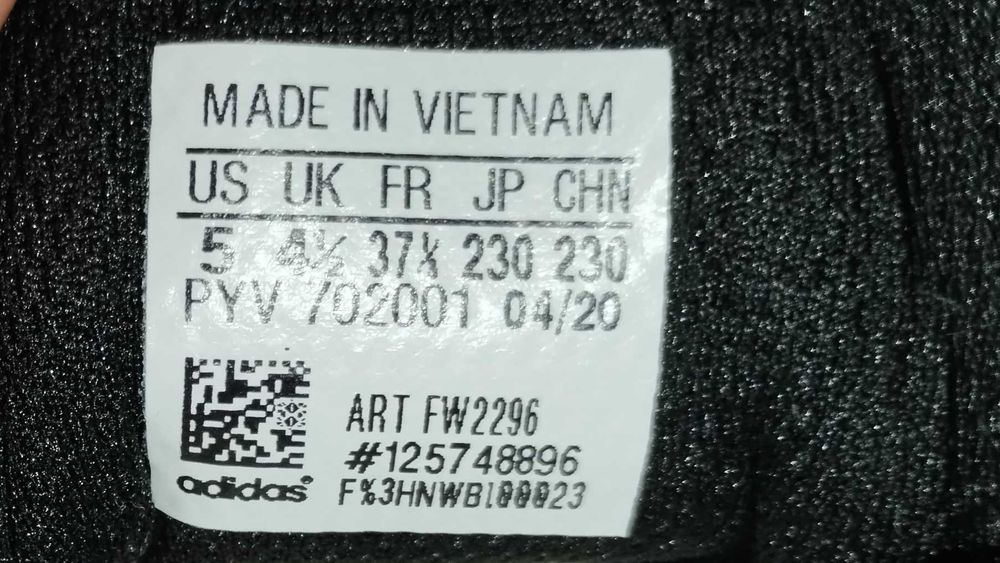 MADE IN VIETNAM
US UK FR JP CHN
5 4½ 37⅓ 230 230
PYV 702001 04/20
ART FW2296
#125748896
adidas®